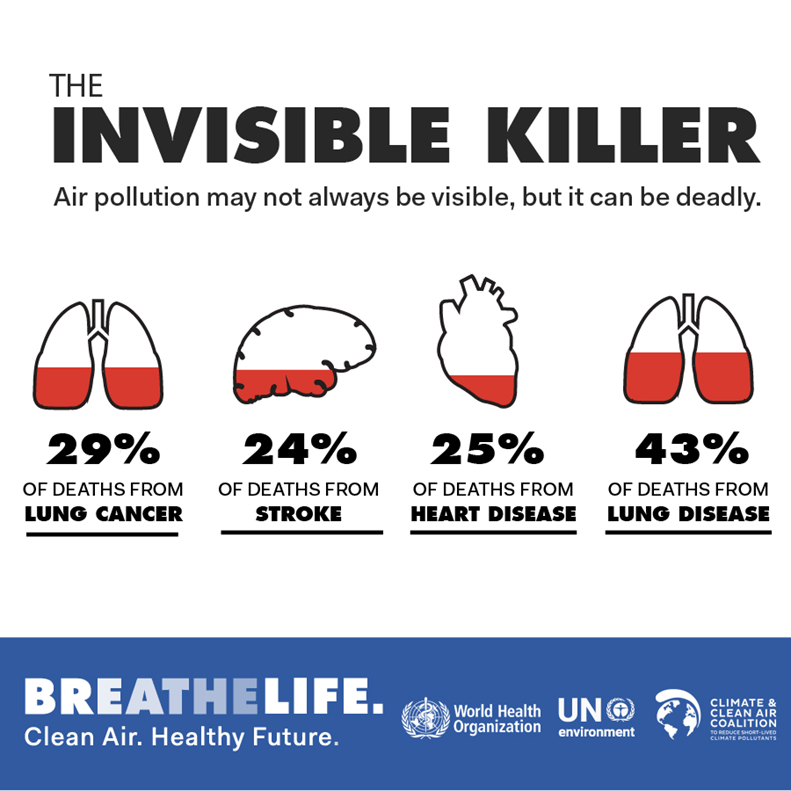 THE
INVISIBLE KILLER
Air pollution may not always be visible, but it can be deadly.
29%
OF DEATHS FROM
LUNG CANCER
24%
OF DEATHS FROM
STROKE
25%
OF DEATHS FROM
HEART DISEASE
43%
OF DEATHS FROM
LUNG DISEASE
BREATHELIFE.
Clean Air. Healthy Future.
World Health
Organization
UN
environment
CLIMATE &
CLEAN AIR
COALITION
TO REDUCE SHORT-LIVED
CLIMATE POLLUTANTS